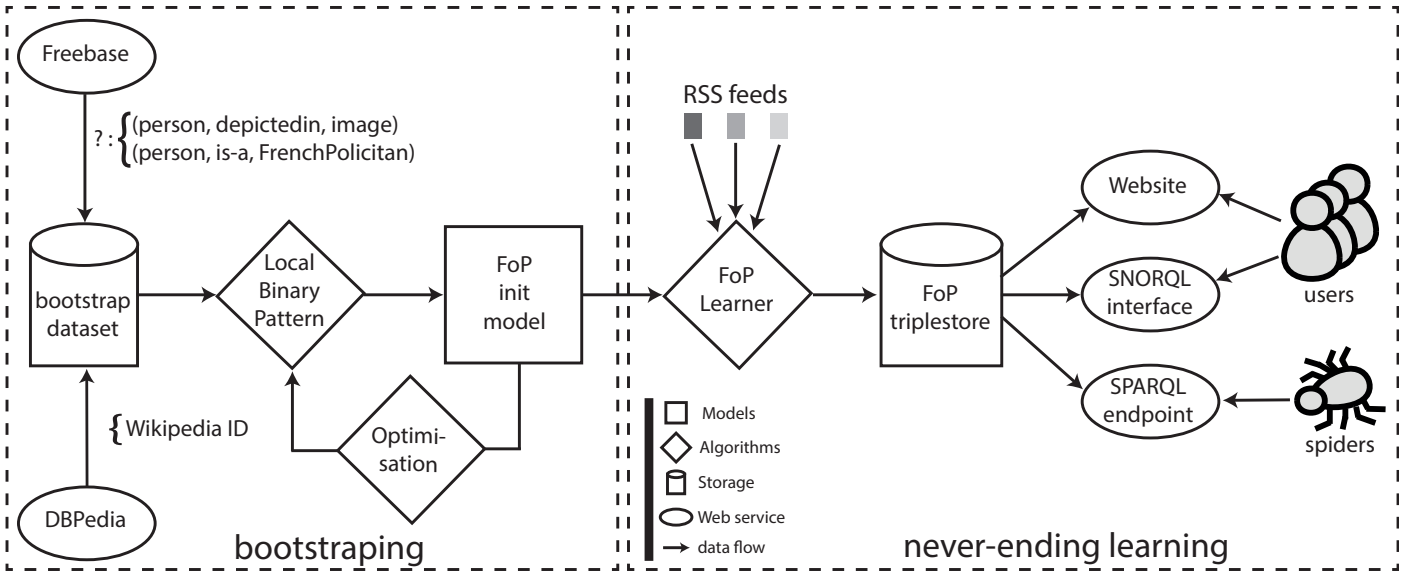 Freebase
? : { (person, depictedin, image)
(person, is-a, FrenchPolicitan)
bootstrap
dataset
Local
Binary
Pattern
FoP
init
model
{ Wikipedia ID
Optimi-
sation
DBPedia
bootstraping
RSS feeds
FoP
Learner
FoP
triplestore
Website
SNORQL
interface
SPARQL
endpoint
users
spiders
Models
Algorithms
Storage
Web service
data flow
never-ending learning